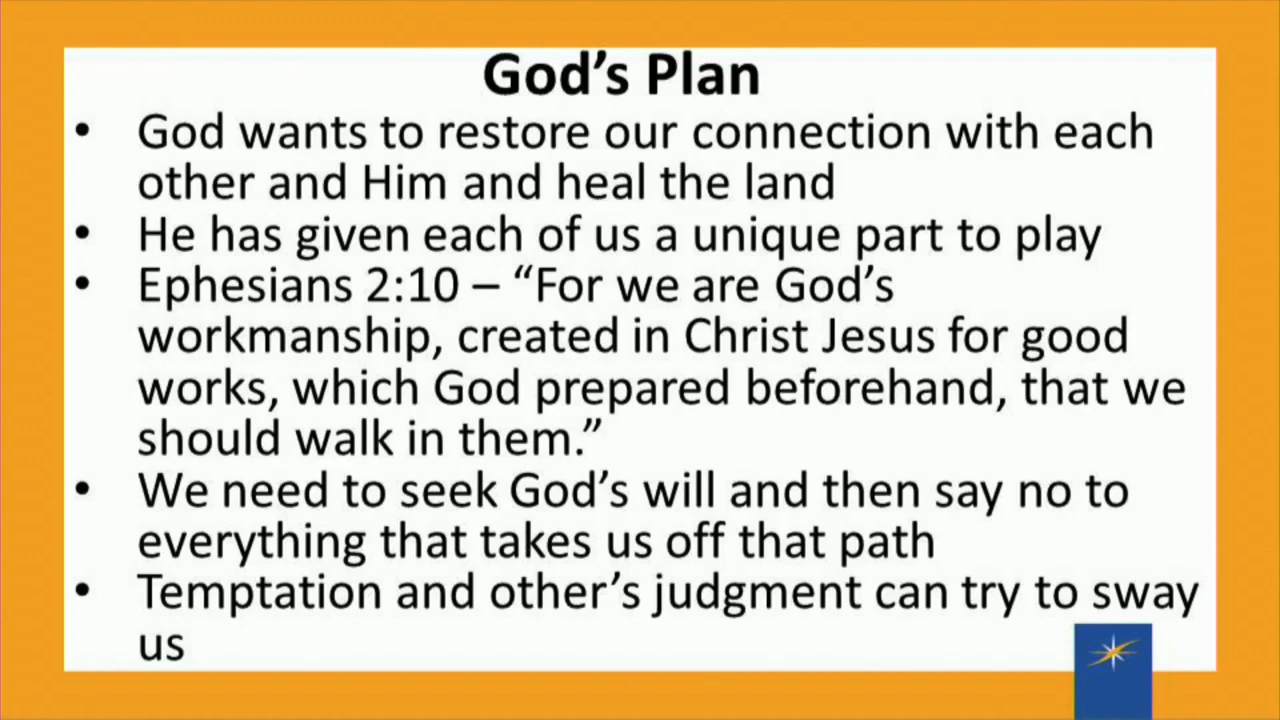 God’s Plan
• God wants to restore our connection with each
other and Him and heal the land
• He has given each of us a unique part to play
• Ephesians 2:10 – “For we are God’s
workmanship, created in Christ Jesus for good
works, which God prepared beforehand, that we
should walk in them.”
• We need to seek God’s will and then say no to
everything that takes us off that path
• Temptation and other’s judgment can try to sway
us